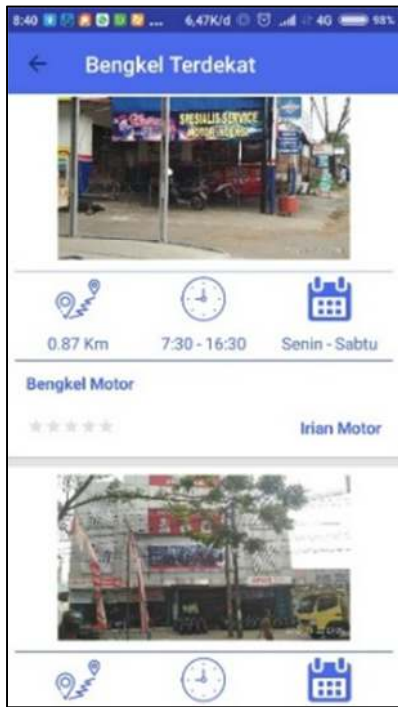 8:40 ... 6,47K/d 4G 98%
Bengkel Terdekat
SPESIALIS SERVICE
0.87 Km 7:30 - 16:30 Senin - Sabtu
Bengkel Motor
Irian Motor